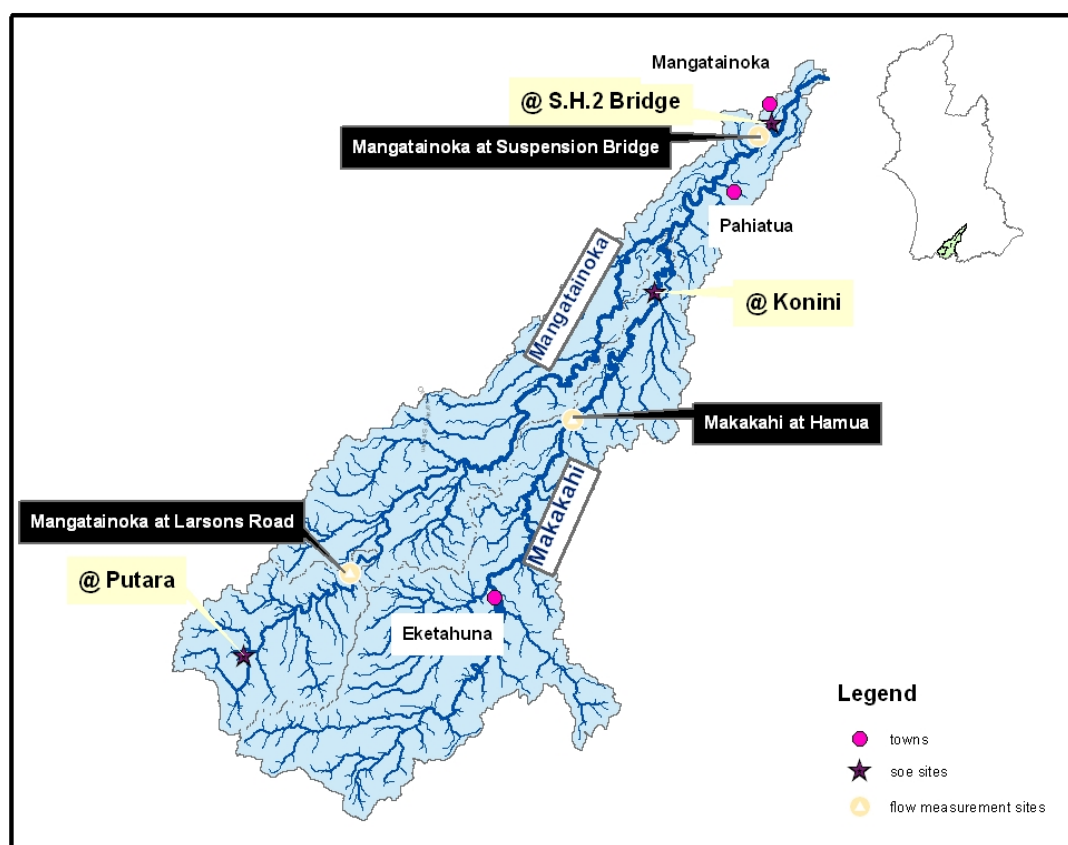 Mangatainoka
@ S.H.2 Bridge
Mangatainoka at Suspension Bridge
Pahiatua
Mangatainoka
@ Konini
Makakahi at Hamua
Makakahi
Mangatainoka at Larsons Road
@ Putara
Eketahuna
Legend
towns
soe sites
flow measurement sites